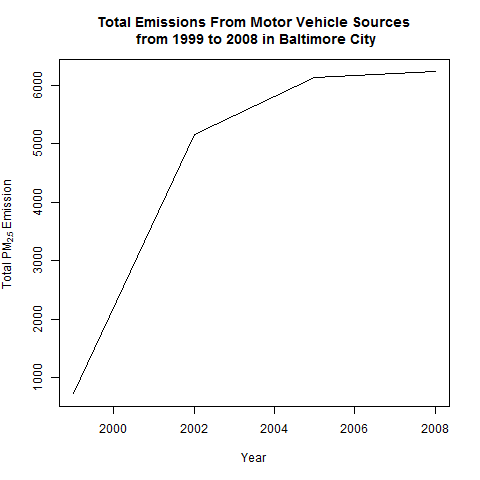 Total Emissions From Motor Vehicle Sources
from 1999 to 2008 in Baltimore City
Total PM2.5 Emission
6000
5000
4000
3000
2000
1000
2000 2002 2004 2006 2008
Year